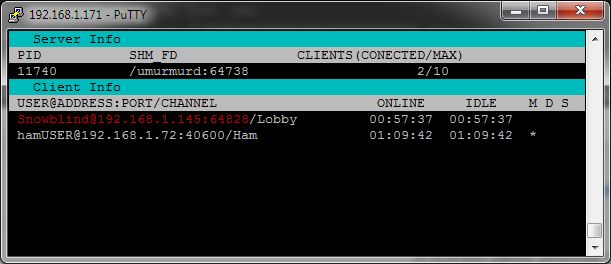 192.168.1.171 - PuTTY
Server Info
PID SHM_FD CLIENTS(CONECTED/MAX)
11740 /umurmurd:64738 2/10
Client Info
USER@ADDRESS:PORT/CHANNEL ONLINE IDLE M D S
Snowblind@192.168.1.145:64828/Lobby 00:57:37 00:57:37
hamUSER@192.168.1.72:40600/Ham 01:09:42 01:09:42 *